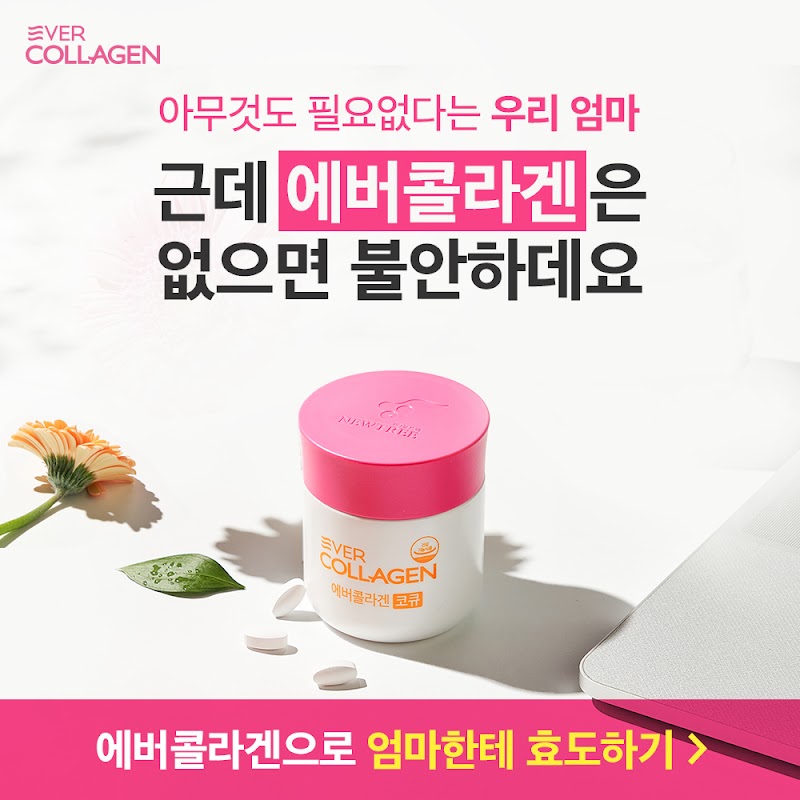 EVER
COLLAGEN
아무것도 필요없다는 우리 엄마
근데 에버콜라겐은
없으면 불안하데요
NEWTREE
EVER
COLLAGEN
에버콜라겐 코큐
에버콜라겐으로 엄마한테 효도하기 >